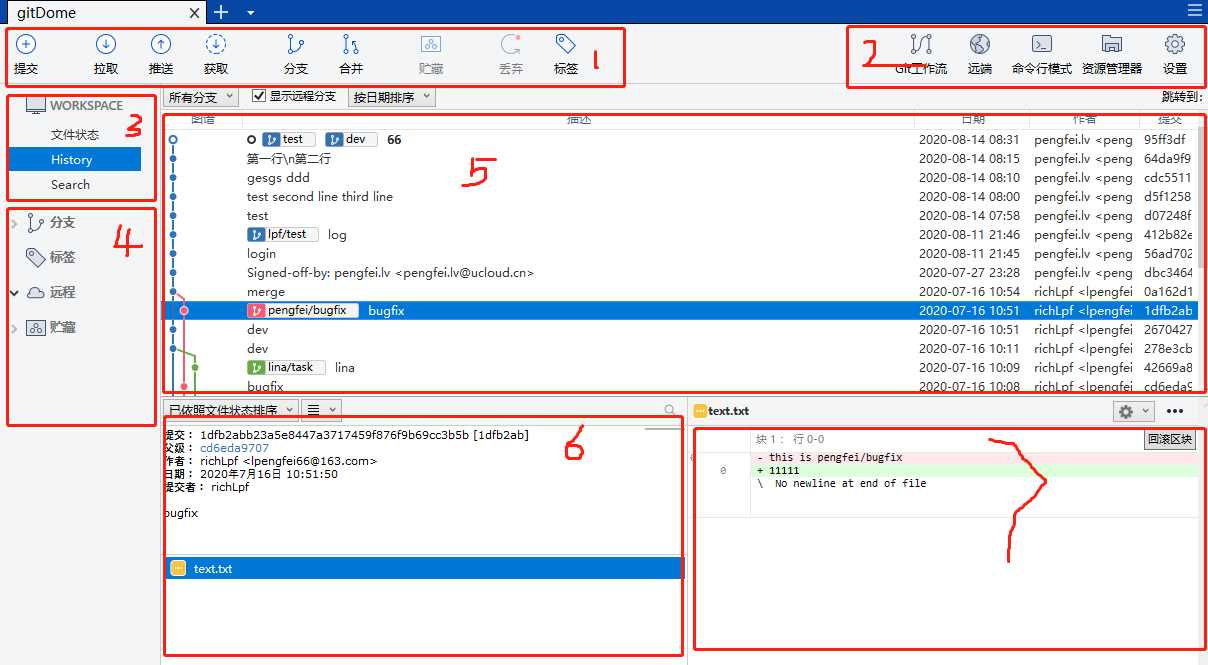 gitDome
提交 拉取 推送 获取 分支 合并 贮藏 丢弃 标签 1
2 Git工作流 远端 命令行模式 资源管理器 设置
所有分支 显示远程分支 按日期排序 跳转到:
WORKSPACE
文件状态
History
Search
3
分支
标签
远程
贮藏
4
图谱 描述 日期 作者 提交
test dev 66 2020-08-14 08:31 pengfei.lv <peng 95ff3df
第一行\n第二行 2020-08-14 08:15 pengfei.lv <peng 64da9f9
gesgs ddd 2020-08-14 08:10 pengfei.lv <peng cdc5511
test second line third line 2020-08-14 08:00 pengfei.lv <peng d5f1258
test 2020-08-14 07:58 pengfei.lv <peng d07248f
lpf/test log 2020-08-11 21:46 pengfei.lv <peng 412b82e
login 2020-08-11 21:45 pengfei.lv <peng 56ad702
Signed-off-by: pengfei.lv <pengfei.lv@ucloud.cn> 2020-07-27 23:28 pengfei.lv <peng dbc3464
merge 2020-07-16 10:54 richLpf <lpengfei 0a162d1
pengfei/bugfix bugfix 2020-07-16 10:51 richLpf <lpengfei 1dfb2ab
dev 2020-07-16 10:51 richLpf <lpengfei 2670427
dev 2020-07-16 10:11 richLpf <lpengfei 278e3cb
lina/task lina 2020-07-16 10:09 richLpf <lpengfei 42669a8
bugfix 2020-07-16 10:08 richLpf <lpengfei cd6eda9
5
已依照文件状态排序
提交： 1dfb2abb23a5e8447a3717459f876f9b69cc3b5b [1dfb2ab]
父级： cd6eda9707
作者： richLpf <lpengfei66@163.com>
日期： 2020年7月16日 10:51:50
提交者： richLpf
bugfix
6
text.txt
text.txt
块 1： 行 0-0 回滚区块
- this is pengfei/bugfix
0 + 11111
\ No newline at end of file